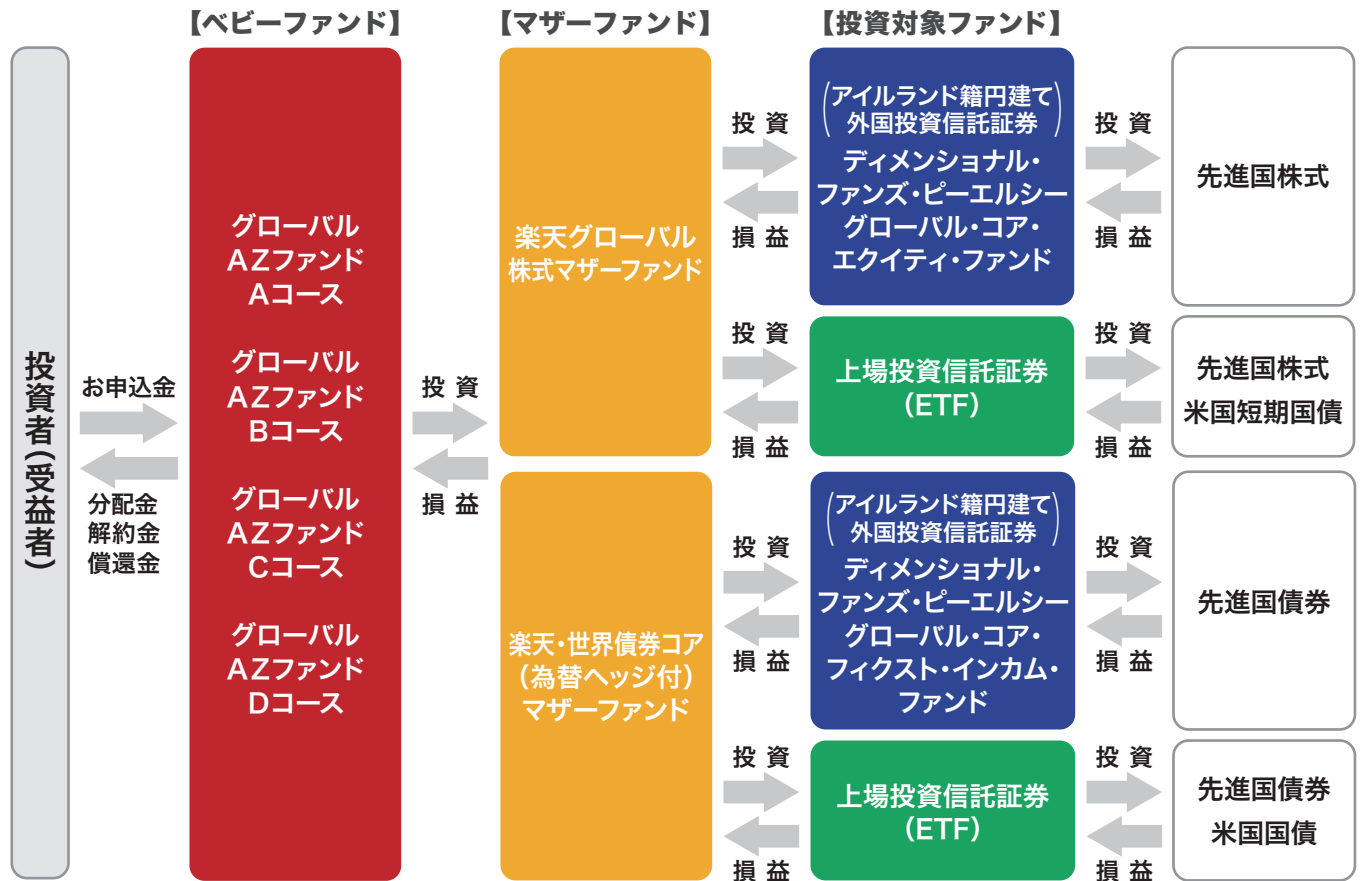 【ベビーファンド】
【マザーファンド】
【投資対象ファンド】
投資者(受益者)
お申込金
分配金
解約金
償還金
グローバル
AZファンド
Aコース
グローバル
AZファンド
Bコース
グローバル
AZファンド
Cコース
グローバル
AZファンド
Dコース
投資
損益
楽天グローバル
株式マザーファンド
楽天・世界債券コア
(為替ヘッジ付)
マザーファンド
投資
損益
(アイルランド籍円建て
外国投資信託証券)
ディメンショナル・
ファンズ・ピーエルシー
グローバル・コア・
エクイティ・ファンド
投資
損益
先進国株式
投資
損益
上場投資信託証券
(ETF)
投資
損益
先進国株式
米国短期国債
投資
損益
(アイルランド籍円建て
外国投資信託証券)
ディメンショナル・
ファンズ・ピーエルシー
グローバル・コア・
フィクスト・インカム・
ファンド
投資
損益
先進国債券
投資
損益
上場投資信託証券
(ETF)
投資
損益
先進国債券
米国国債